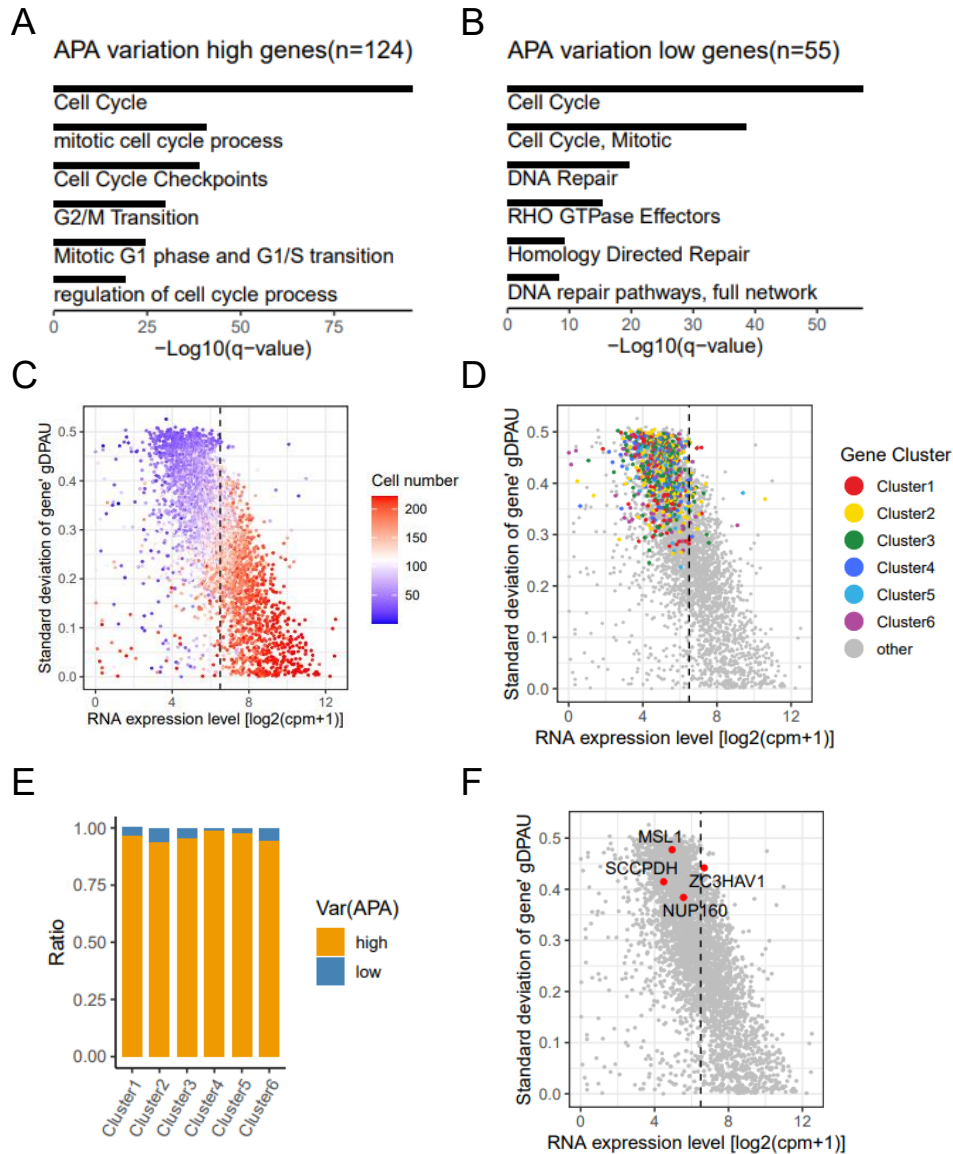 A
APA variation high genes(n=124)
Cell Cycle
mitotic cell cycle process
Cell Cycle Checkpoints
G2/M Transition
Mitotic G1 phase and G1/S transition
regulation of cell cycle process
0 25 50 75
−Log10(q−value)
B
APA variation low genes(n=55)
Cell Cycle
Cell Cycle, Mitotic
DNA Repair
RHO GTPase Effectors
Homology Directed Repair
DNA repair pathways, full network
0 10 20 30 40 50
−Log10(q−value)
C
Standard deviation of gene' gDPAU
0.5
0.4
0.3
0.2
0.1
0.0
0 4 8 12
RNA expression level [log2(cpm+1)]
Cell number
200
150
100
50
D
Standard deviation of gene' gDPAU
0.5
0.4
0.3
0.2
0.1
0.0
0 4 8 12
RNA expression level [log2(cpm+1)]
Gene Cluster
Cluster1
Cluster2
Cluster3
Cluster4
Cluster5
Cluster6
other
E
Ratio
1.00
0.75
0.50
0.25
0.00
Cluster1
Cluster2
Cluster3
Cluster4
Cluster5
Cluster6
Var(APA)
high
low
F
Standard deviation of gene' gDPAU
0.5
0.4
0.3
0.2
0.1
0.0
MSL1
SCCPDH
ZC3HAV1
NUP160
0 4 8 12
RNA expression level [log2(cpm+1)]